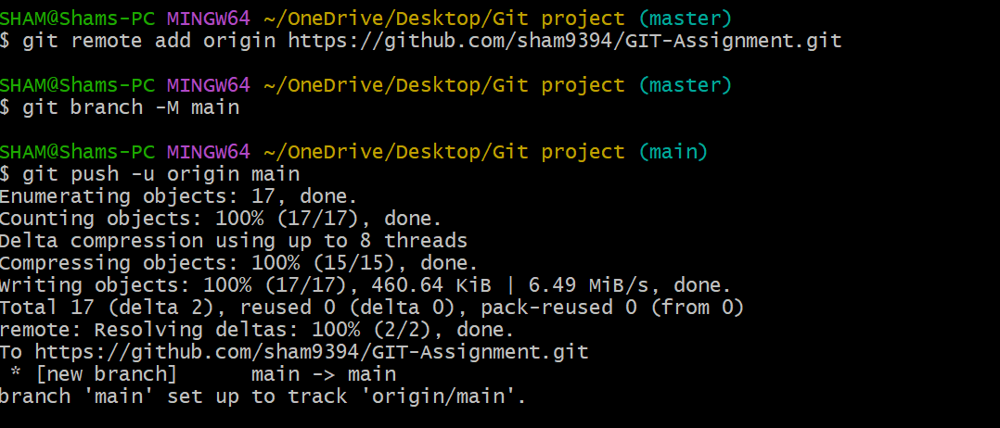 SHAM@Shams-PC MINGW64 ~/OneDrive/Desktop/Git project (master)
$ git remote add origin https://github.com/sham9394/GIT-Assignment.git
SHAM@Shams-PC MINGW64 ~/OneDrive/Desktop/Git project (master)
$ git branch -M main
SHAM@Shams-PC MINGW64 ~/OneDrive/Desktop/Git project (main)
$ git push -u origin main
Enumerating objects: 17, done.
Counting objects: 100% (17/17), done.
Delta compression using up to 8 threads
Compressing objects: 100% (15/15), done.
Writing objects: 100% (17/17), 460.64 KiB | 6.49 MiB/s, done.
Total 17 (delta 2), reused 0 (delta 0), pack-reused 0 (from 0)
remote: Resolving deltas: 100% (2/2), done.
To https://github.com/sham9394/GIT-Assignment.git
 * [new branch]      main -> main
branch 'main' set up to track 'origin/main'.